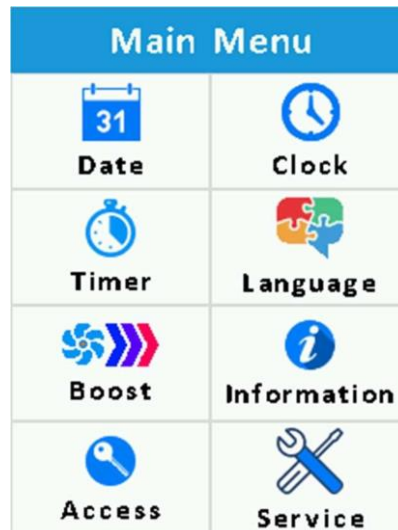 Main Menu
31
Date
Clock
Timer
Language
Boost
Information
Access
Service